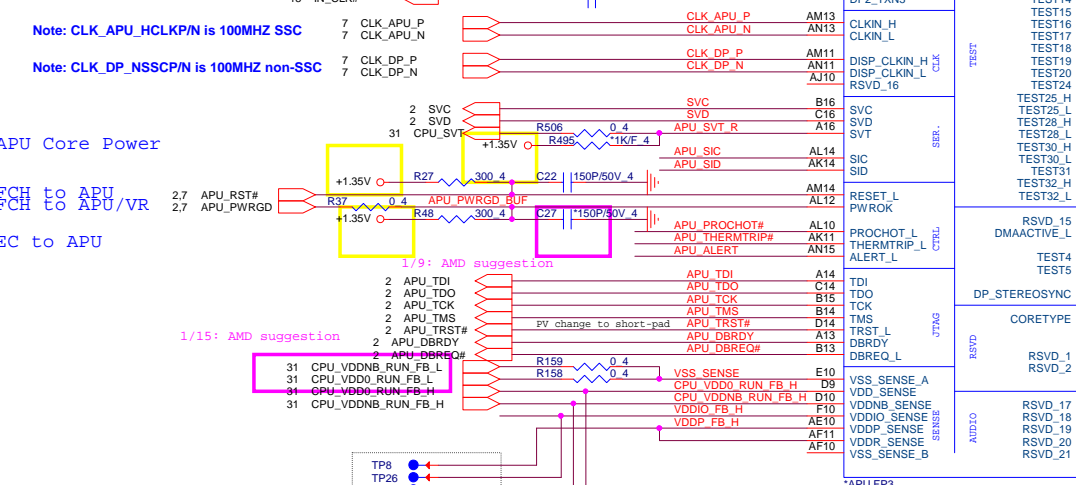 DP2_TXN3
TEST14
TEST15
Note: CLK_APU_HCLKP/N is 100MHZ SSC
7 CLK_APU_P
CLK_APU_P
AM13
CLKIN_H
TEST16
7 CLK_APU_N
CLK_APU_N
AN13
CLKIN_L
TEST17
TEST18
Note: CLK_DP_NSSCP/N is 100MHZ non-SSC
7 CLK_DP_P
CLK_DP_P
AM11
DISP_CLKIN_H
CLK
TEST
TEST19
7 CLK_DP_N
CLK_DP_N
AN11
DISP_CLKIN_L
TEST20
AJ10
RSVD_16
TEST24
TEST25_H
2 SVC
SVC
B16
SVC
TEST25_L
2 SVD
SVD
C16
SVD
TEST28_H
31 CPU_SVT
R506
0_4
APU_SVT_R
A16
SVT
SER.
TEST28_L
APU Core Power
+1.35V
R495
*1K/F_4
TEST30_H
APU_SIC
AL14
SIC
TEST30_L
APU_SID
AK14
SID
TEST31
+1.35V
R27
300_4
C22
150P/50V_4
TEST32_H
FCH to APU
2,7 APU_RST#
AM14
RESET_L
TEST32_L
FCH to APU/VR
2,7 APU_PWRGD
R37
0_4
APU_PWRGD_BUF
AL12
PWROK
+1.35V
R48
300_4
C27
*150P/50V_4
RSVD_15
APU_PROCHOT#
AL10
PROCHOT_L
CTRL
DMAACTIVE_L
EC to APU
APU_THERMTRIP#
AK11
THERMTRIP_L
APU_ALERT
AN15
ALERT_L
TEST4
1/9: AMD suggestion
TEST5
2 APU_TDI
APU_TDI
A14
TDI
2 APU_TDO
APU_TDO
C14
TDO
DP_STEREOSYNC
2 APU_TCK
APU_TCK
B15
TCK
2 APU_TMS
APU_TMS
B14
TMS
JTAG
CORETYPE
1/15: AMD suggestion
2 APU_TRST#
PV change to short-pad
APU_TRST#
D14
TRST_L
2 APU_DBRDY
APU_DBRDY
A13
DBRDY
RSVD
2 APU_DBREQ#
APU_DBREQ#
B13
DBREQ_L
RSVD_1
31 CPU_VDDNB_RUN_FB_L
R159
0_4
RSVD_2
31 CPU_VDD0_RUN_FB_L
R158
0_4
VSS_SENSE
E10
VSS_SENSE_A
31 CPU_VDD0_RUN_FB_H
CPU_VDD0_RUN_FB_H
D9
VDD_SENSE
31 CPU_VDDNB_RUN_FB_H
CPU_VDDNB_RUN_FB_H
D10
VDDNB_SENSE
RSVD_17
VDDIO_FB_H
F10
VDDIO_SENSE
SENSE
AUDIO
RSVD_18
VDDP_FB_H
AE10
VDDP_SENSE
RSVD_19
AF11
VDDR_SENSE
RSVD_20
AF10
VSS_SENSE_B
RSVD_21
TP8
TP26
*APU FP3